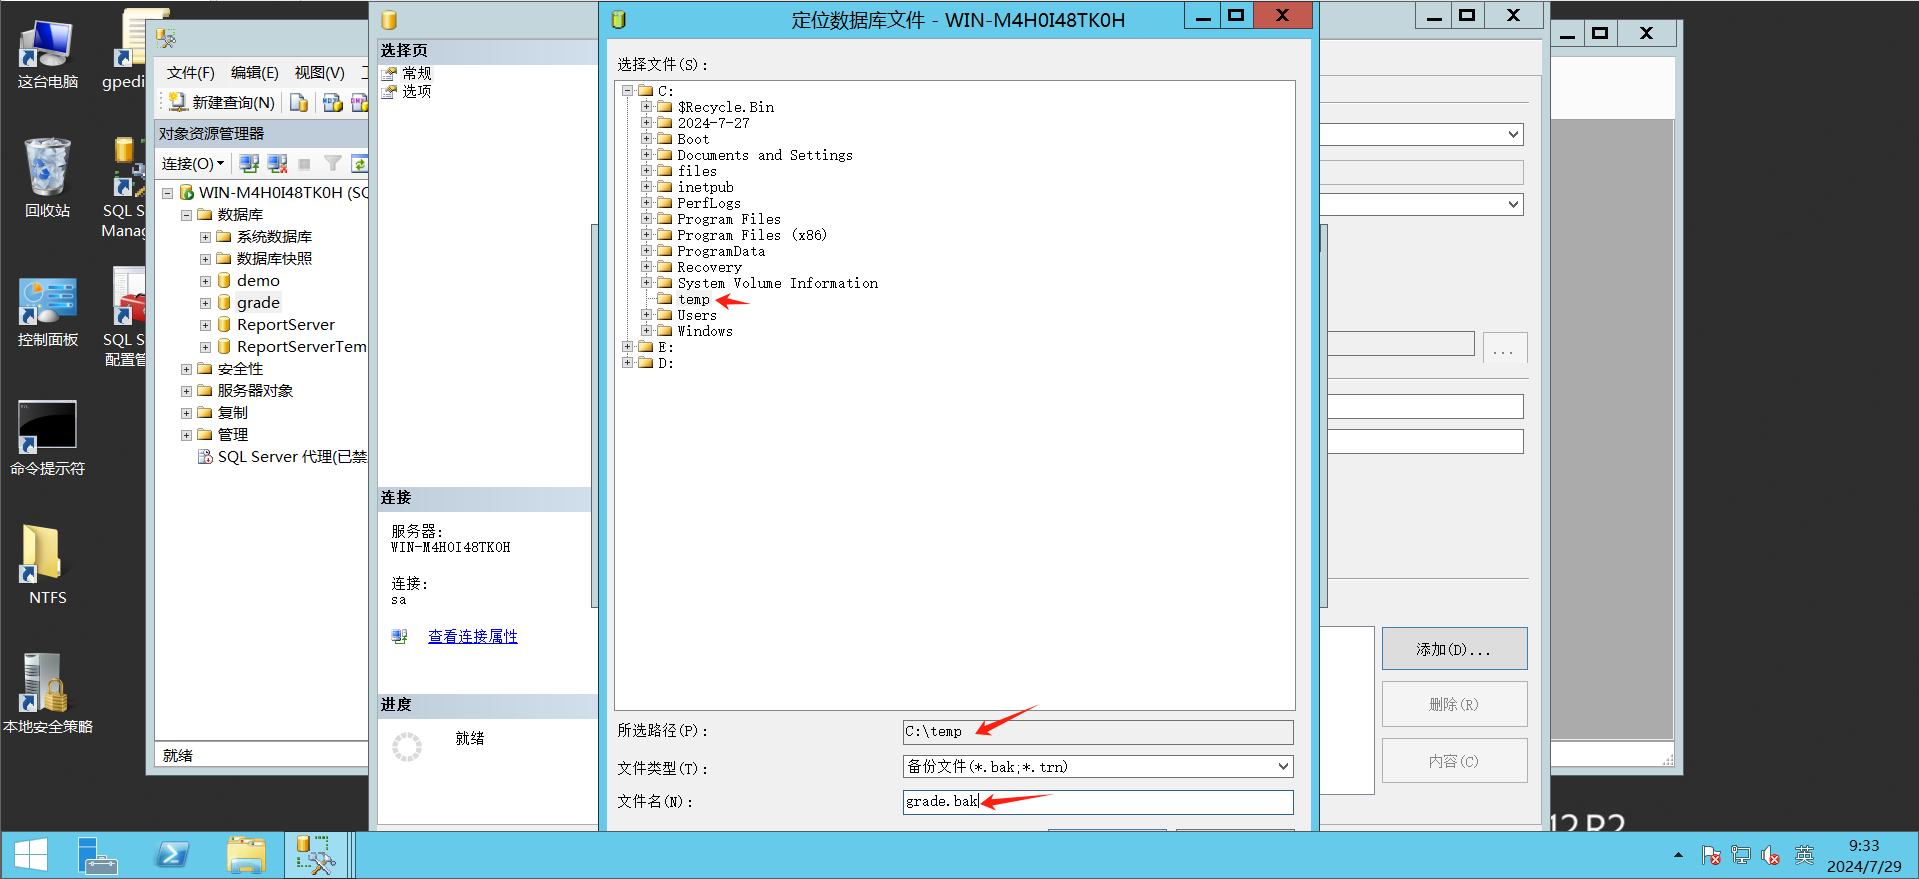 这台电脑
gpedi
回收站
SQL S
Manag
控制面板
SQL S
配置管
命令提示符
NTFS
本地安全策略
文件(F) 编辑(E) 视图(V)
新建查询(N)
对象资源管理器
连接(O)
WIN-M4H0I48TK0H (SQ
数据库
系统数据库
数据库快照
demo
grade
ReportServer
ReportServerTem
安全性
服务器对象
复制
管理
SQL Server 代理(已禁
就绪
选择页
常规
选项
连接
服务器:
WIN-M4H0I48TK0H
连接:
sa
查看连接属性
进度
就绪
定位数据库文件 - WIN-M4H0I48TK0H
选择文件(S):
C:
$Recycle.Bin
2024-7-27
Boot
Documents and Settings
files
inetpub
PerfLogs
Program Files
Program Files (x86)
ProgramData
Recovery
System Volume Information
temp
Users
Windows
E:
D:
所选路径(P): C:\temp
文件类型(T): 备份文件(*.bak;*.trn)
文件名(N): grade.bak
...
添加(D)...
删除(R)
内容(C)
12 R2
英
9:33
2024/7/29